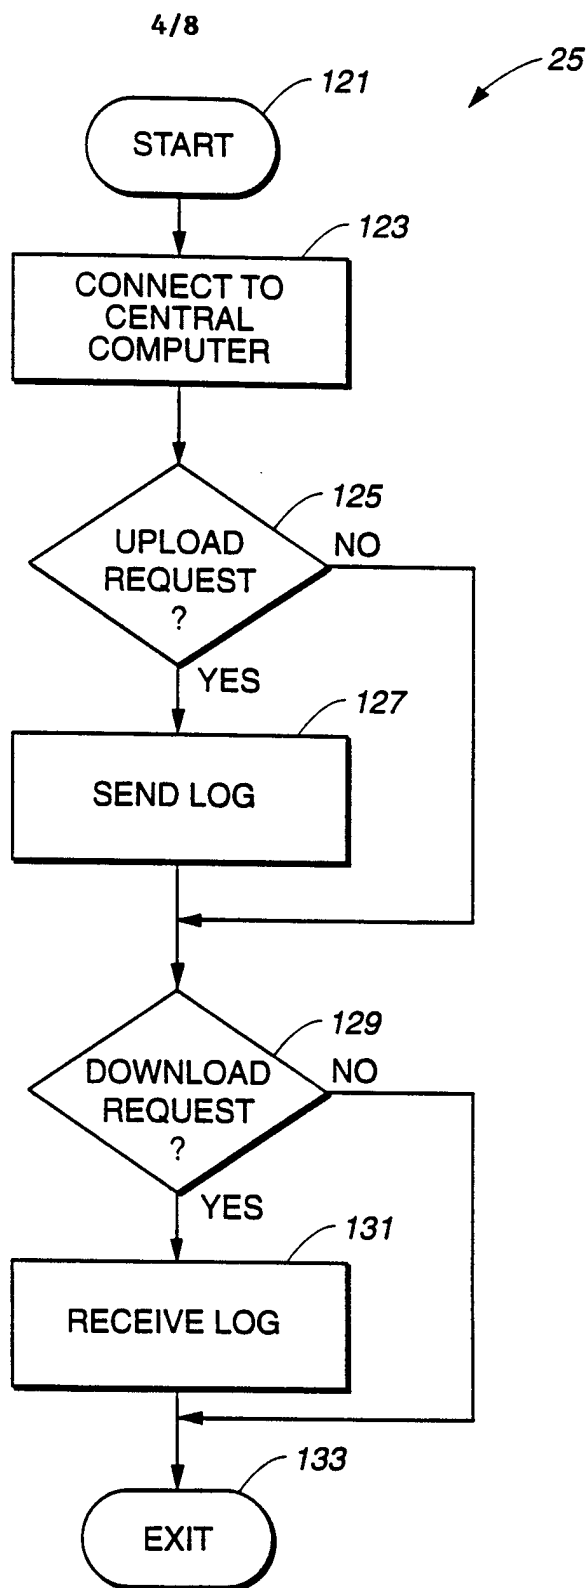 4/8
25
121
START
123
CONNECT TO
CENTRAL
COMPUTER
125
UPLOAD
REQUEST
?
NO
YES
127
SEND LOG
129
DOWNLOAD
REQUEST
?
NO
YES
131
RECEIVE LOG
133
EXIT